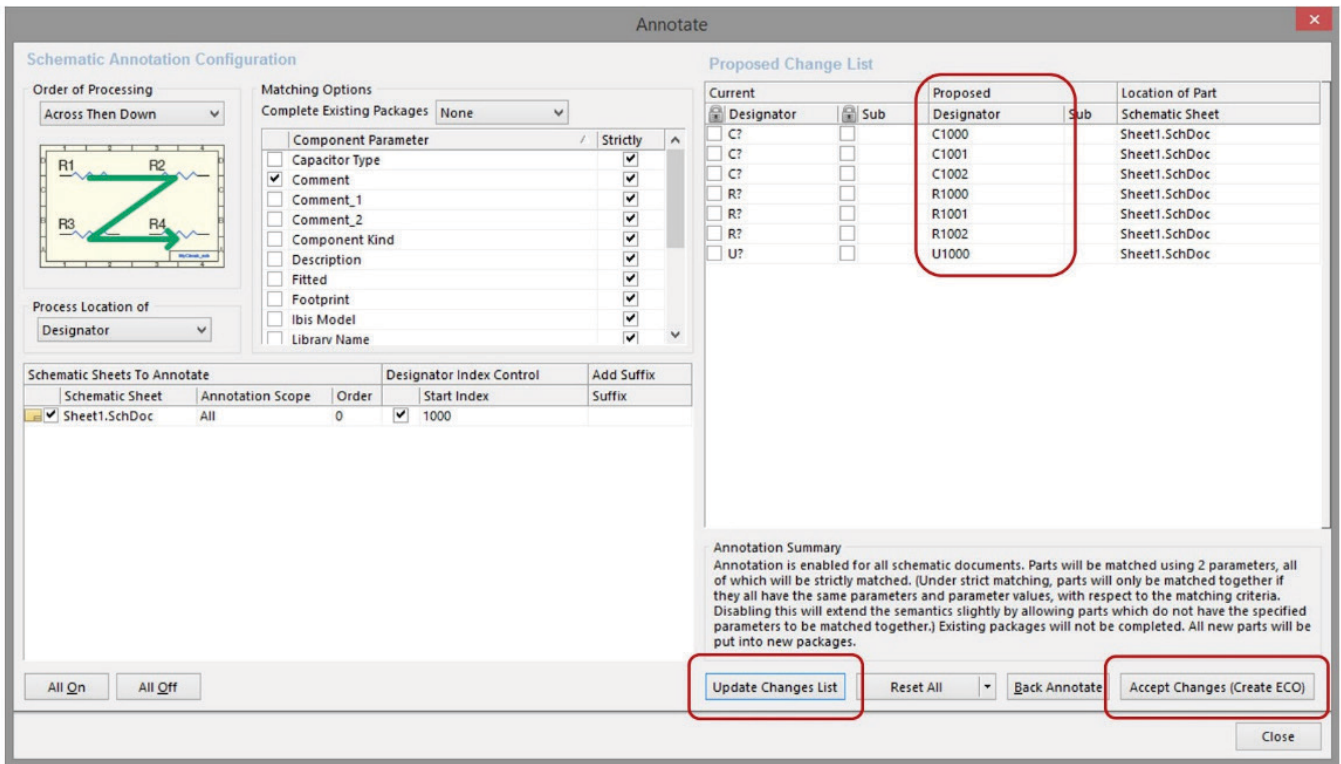 Annotate
Schematic Annotation Configuration
Order of Processing
Across Then Down
R1 R2
R3 R4
Process Location of
Designator
Matching Options
Complete Existing Packages None
Component Parameter Strictly
Capacitor Type
Comment
Comment_1
Comment_2
Component Kind
Description
Fitted
Footprint
Ibis Model
Library Name
Schematic Sheets To Annotate Designator Index Control Add Suffix
Schematic Sheet Annotation Scope Order Start Index Suffix
Sheet1.SchDoc All 0 1000
All On All Off
Proposed Change List
Current Proposed Location of Part
Designator Sub Designator Sub Schematic Sheet
C? C1000 Sheet1.SchDoc
C? C1001 Sheet1.SchDoc
C? C1002 Sheet1.SchDoc
R? R1000 Sheet1.SchDoc
R? R1001 Sheet1.SchDoc
R? R1002 Sheet1.SchDoc
U? U1000 Sheet1.SchDoc
Annotation Summary
Annotation is enabled for all schematic documents. Parts will be matched using 2 parameters, all
of which will be strictly matched. (Under strict matching, parts will only be matched together if
they all have the same parameters and parameter values, with respect to the matching criteria.
Disabling this will extend the semantics slightly by allowing parts which do not have the specified
parameters to be matched together.) Existing packages will not be completed. All new parts will be
put into new packages.
Update Changes List Reset All Back Annotate Accept Changes (Create ECO)
Close